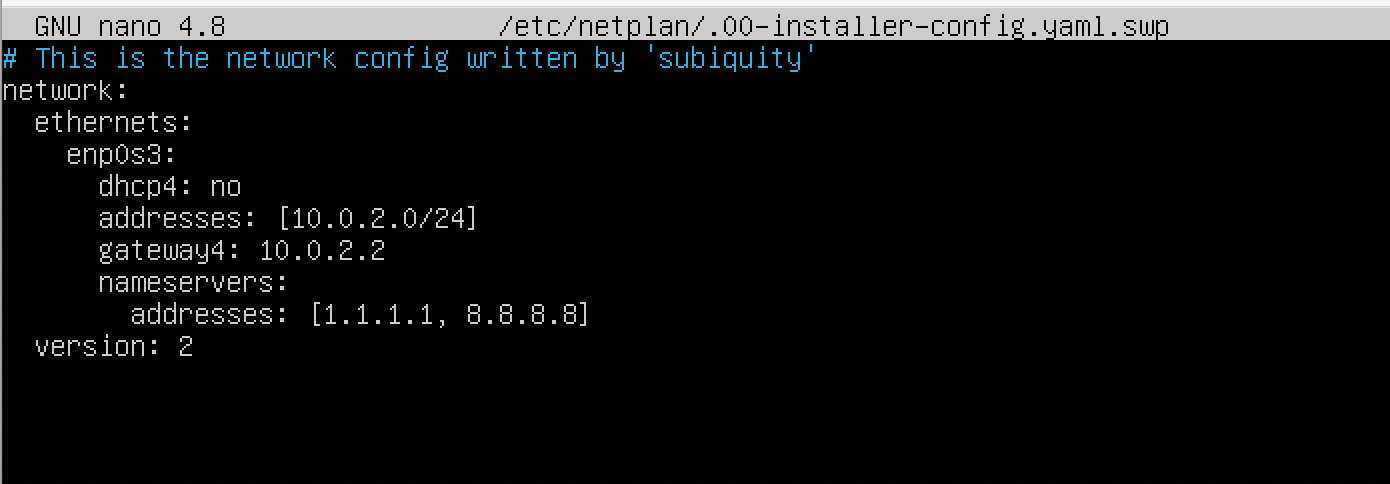 GNU nano 4.8 /etc/netplan/.00-installer-config.yaml.swp
# This is the network config written by 'subiquity'
network:
  ethernets:
    enp0s3:
      dhcp4: no
      addresses: [10.0.2.0/24]
      gateway4: 10.0.2.2
      nameservers:
        addresses: [1.1.1.1, 8.8.8.8]
  version: 2